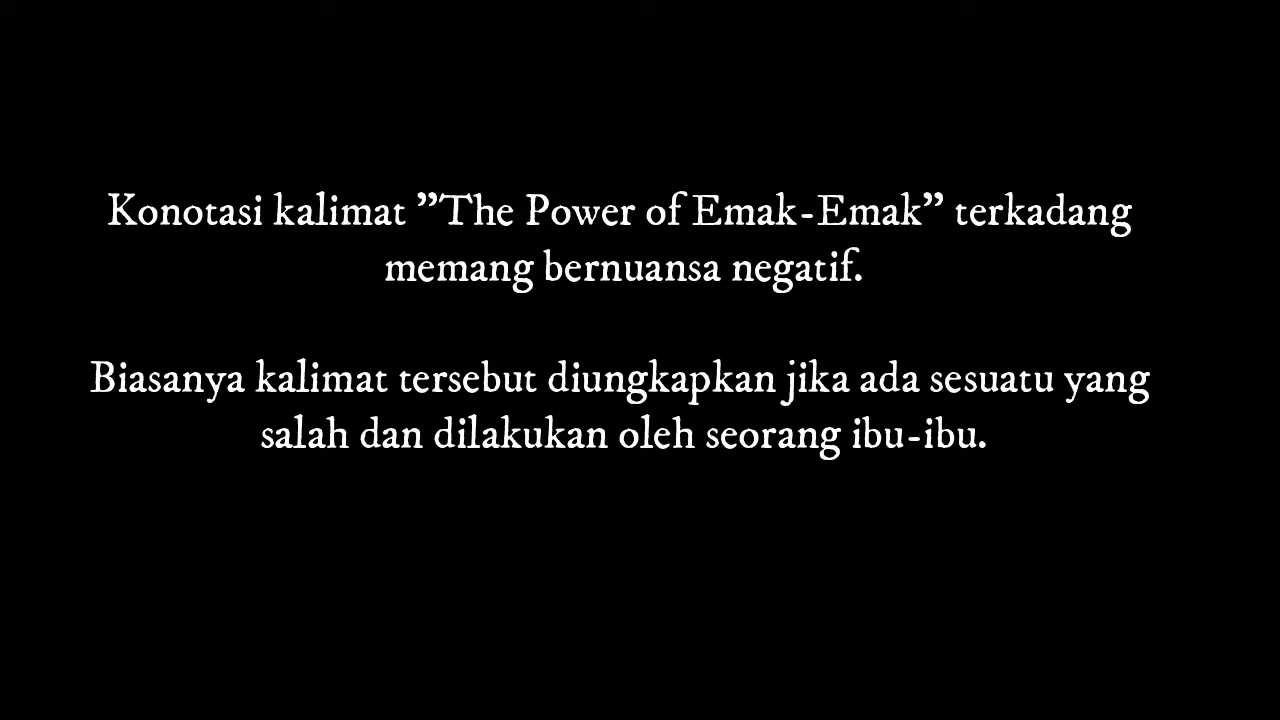 Konotasi kalimat ”The Power of Emak-Emak” terkadang
memang bernuansa negatif.
Biasanya kalimat tersebut diungkapkan jika ada sesuatu yang
salah dan dilakukan oleh seorang ibu-ibu.